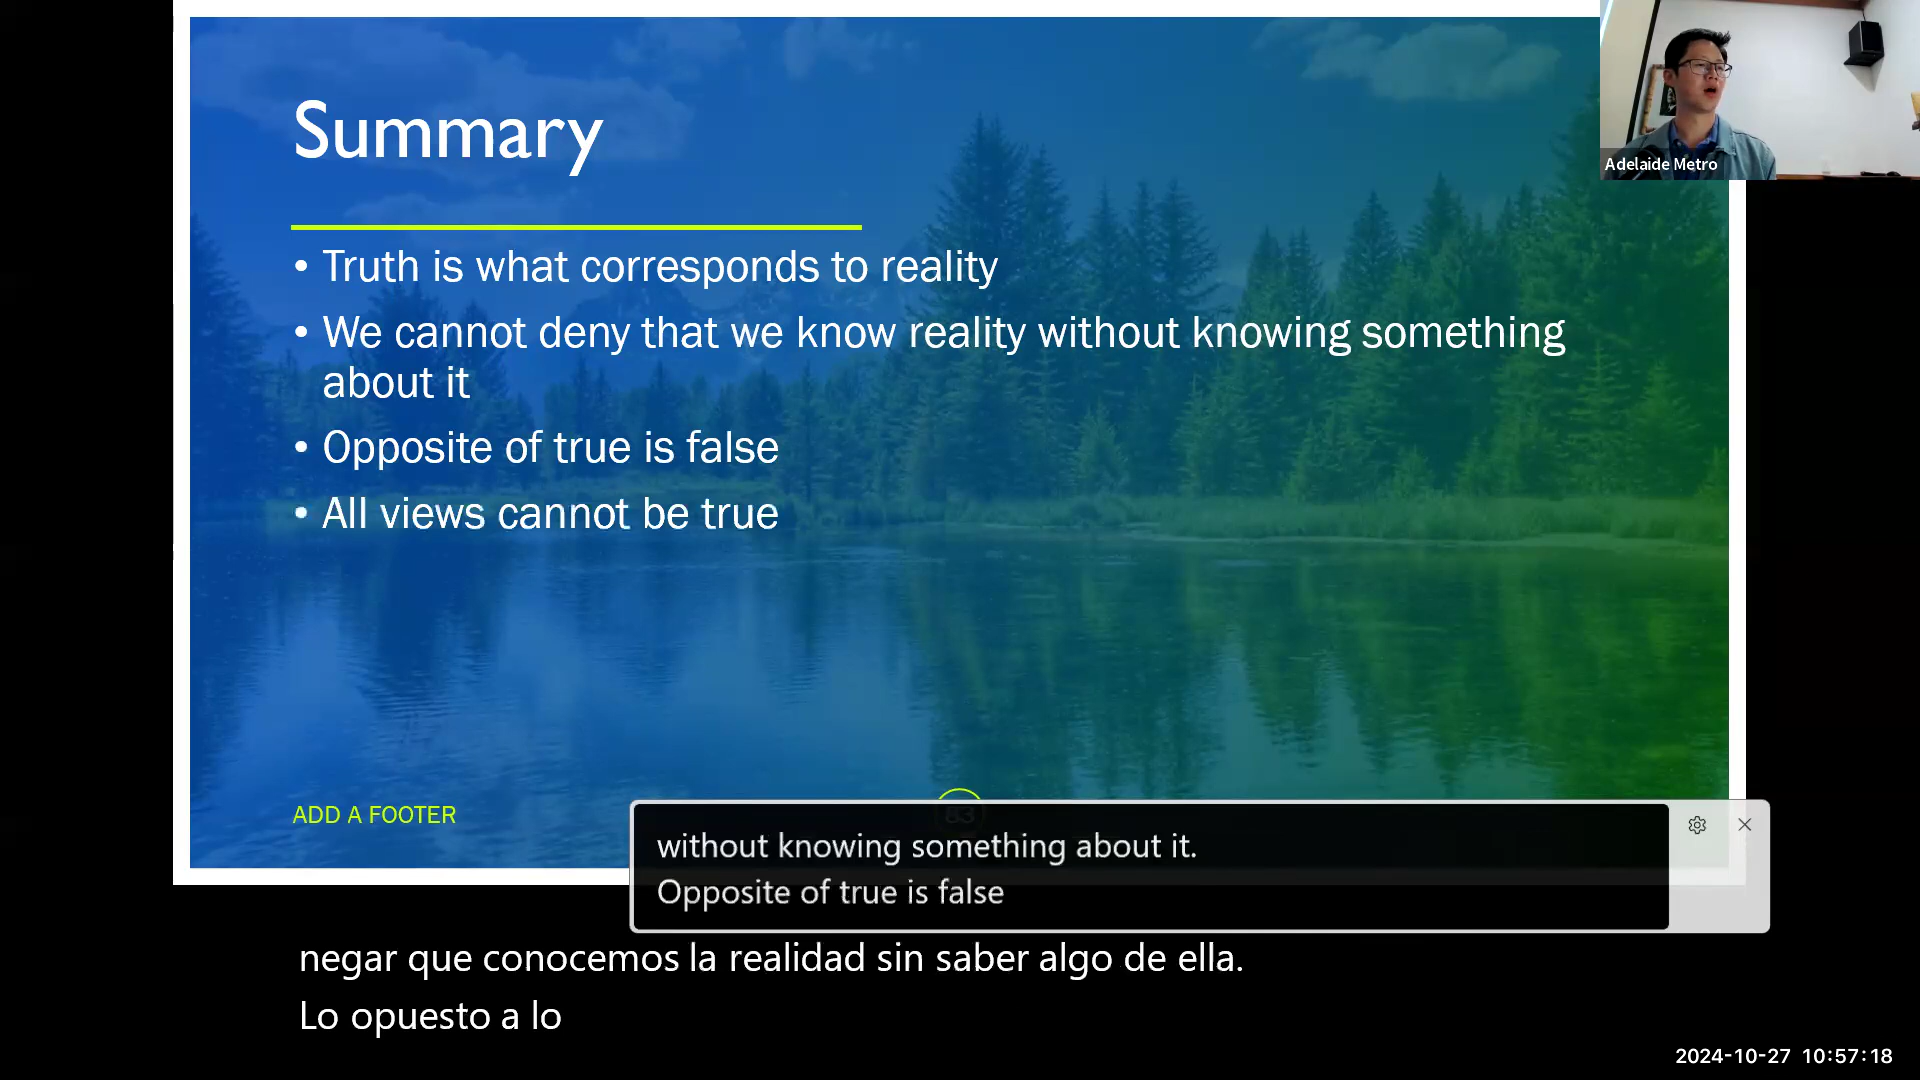 Summary
Adelaide Metro
• Truth is what corresponds to reality
• We cannot deny that we know reality without knowing something
about it
• Opposite of true is false
• All views cannot be true
ADD A FOOTER
83
without knowing something about it.
Opposite of true is false
negar que conocemos la realidad sin saber algo de ella.
Lo opuesto a lo
2024-10-27 10:57:18